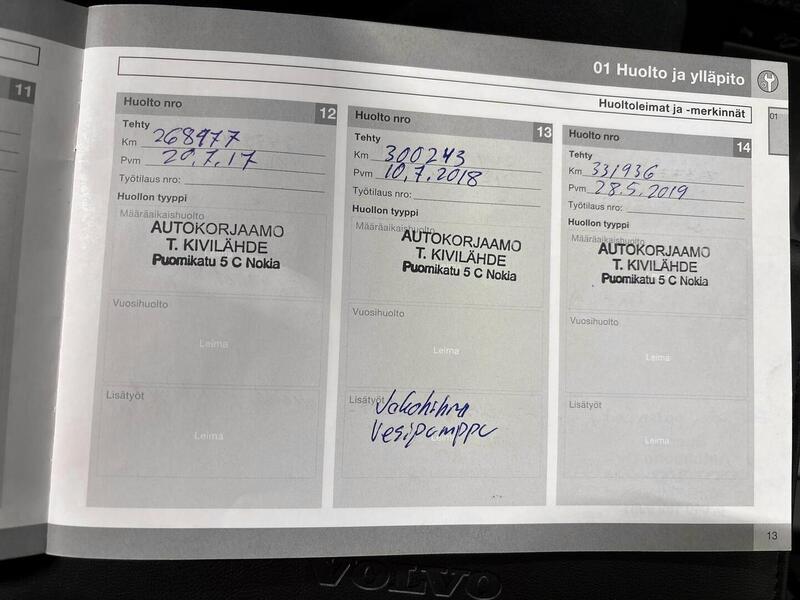 01 Huolto ja ylläpito
Huoltoleimat ja -merkinnät
01
11
Huolto nro
12
Tehty
Km 268477
Pvm 20.7.17
Työtilaus nro:
Huollon tyyppi
Määräaikaishuolto
AUTOKORJAAMO
T. KIVILÄHDE
Puomikatu 5 C Nokia
Vuosihuolto
Leima
Lisätyöt
Leima
Huolto nro
13
Tehty
Km 300243
Pvm 10.7.2018
Työtilaus nro:
Huollon tyyppi
Määräaikaishuolto
AUTOKORJAAMO
T. KIVILÄHDE
Puomikatu 5 C Nokia
Vuosihuolto
Leima
Lisätyöt
Jakohihna
Vesipumppu
Huolto nro
14
Tehty
Km 331936
Pvm 28.5.2019
Työtilaus nro:
Huollon tyyppi
Määräaikaishuolto
AUTOKORJAAMO
T. KIVILÄHDE
Puomikatu 5 C Nokia
Vuosihuolto
Leima
Lisätyöt
Leima
13
VOLVO